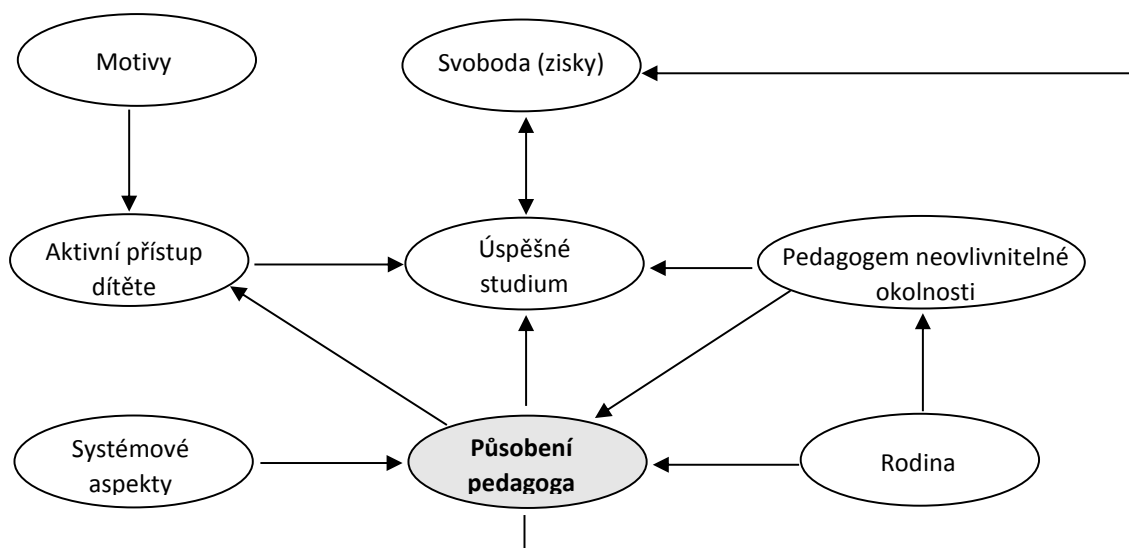 Motivy
Svoboda (zisky)
Aktivní přístup
dítěte
Úspěšné
studium
Pedagogem neovlivnitelné
okolnosti
Systémové
aspekty
Působení
pedagoga
Rodina